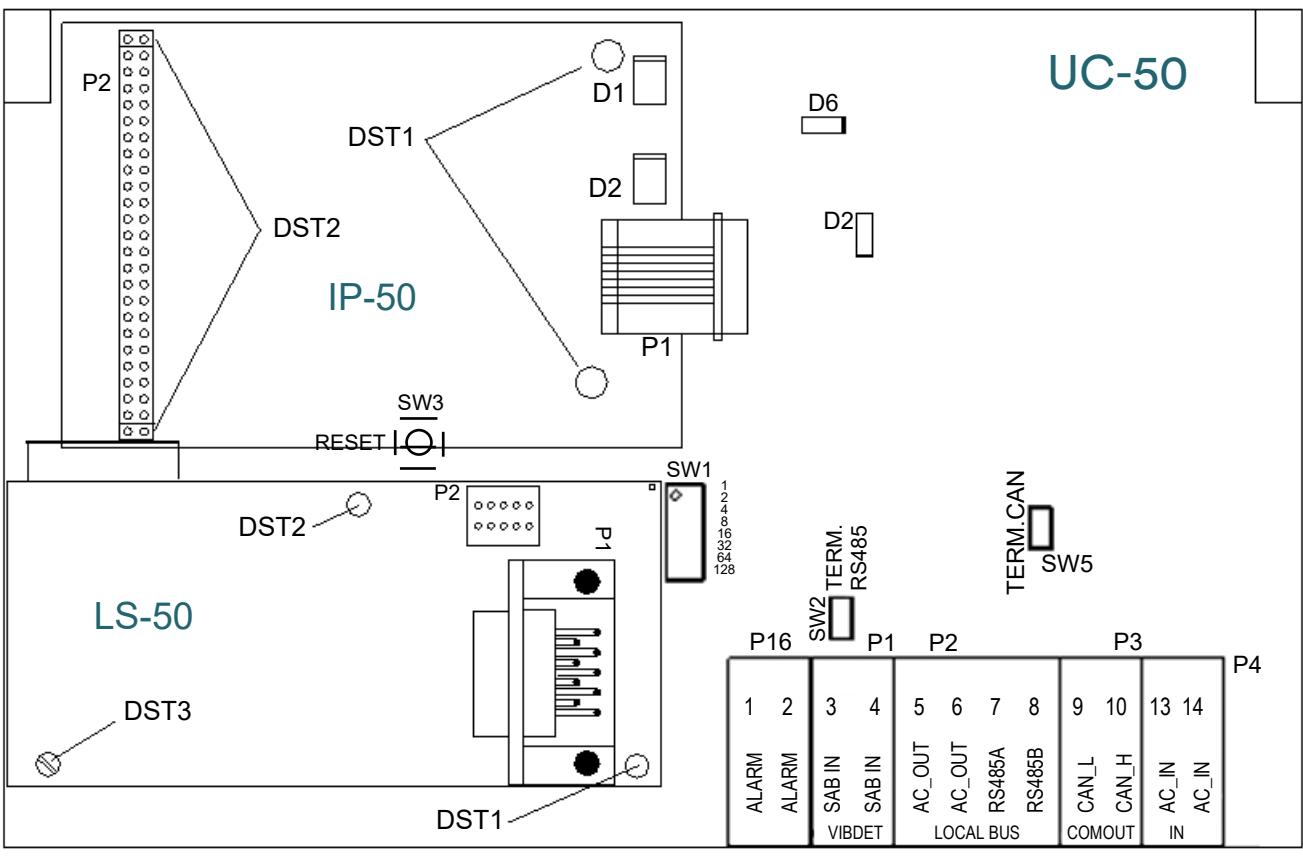 UC-50
P2
D1
D6
DST1
D2
D2
DST2
IP-50
P1
SW3
RESET
SW1
P2
1
2
4
8
16
32
64
128
DST2
P1
TERM.CAN
SW5
TERM.
RS485
SW2
LS-50
P16 P1 P2 P3 P4
DST3
1 2 3 4 5 6 7 8 9 10 13 14
ALARM
ALARM
SAB IN
SAB IN
AC_OUT
AC_OUT
RS485A
RS485B
CAN_L
CAN_H
AC_IN
AC_IN
DST1
VIBDET LOCAL BUS COMOUT IN